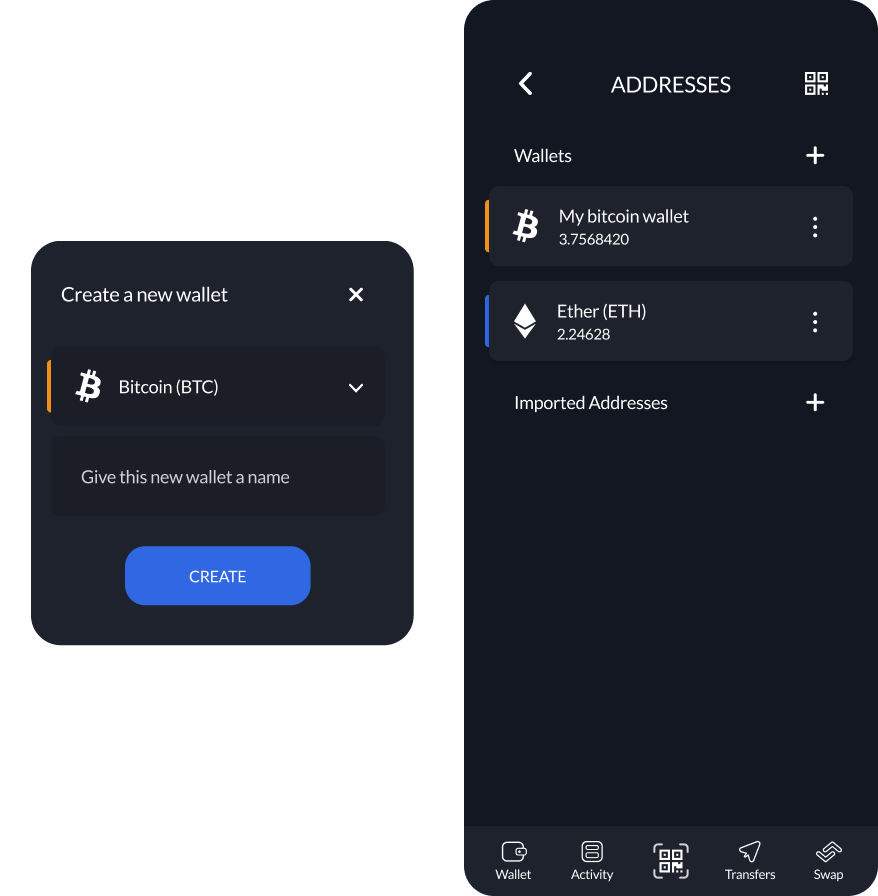 Create a new wallet
Bitcoin (BTC)
Give this new wallet a name
CREATE
ADDRESSES
Wallets
My bitcoin wallet
3.7568420
Ether (ETH)
2.24628
Imported Addresses
Wallet
Activity
Transfers
Swap